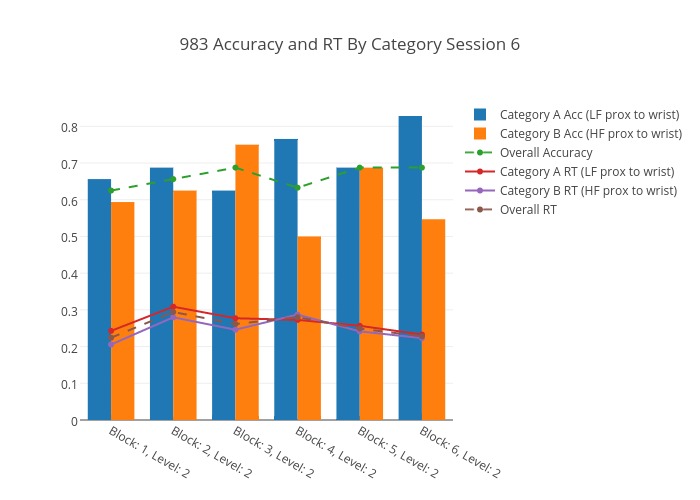 983 Accuracy and RT By Category Session 6
Category A Acc (LF prox to wrist)
Category B Acc (HF prox to wrist)
Overall Accuracy
Category A RT (LF prox to wrist)
Category B RT (HF prox to wrist)
Overall RT
0.8
0.7
0.6
0.5
0.4
0.3
0.2
0.1
0
Block: 1, Level: 2
Block: 2, Level: 2
Block: 3, Level: 2
Block: 4, Level: 2
Block: 5, Level: 2
Block: 6, Level: 2